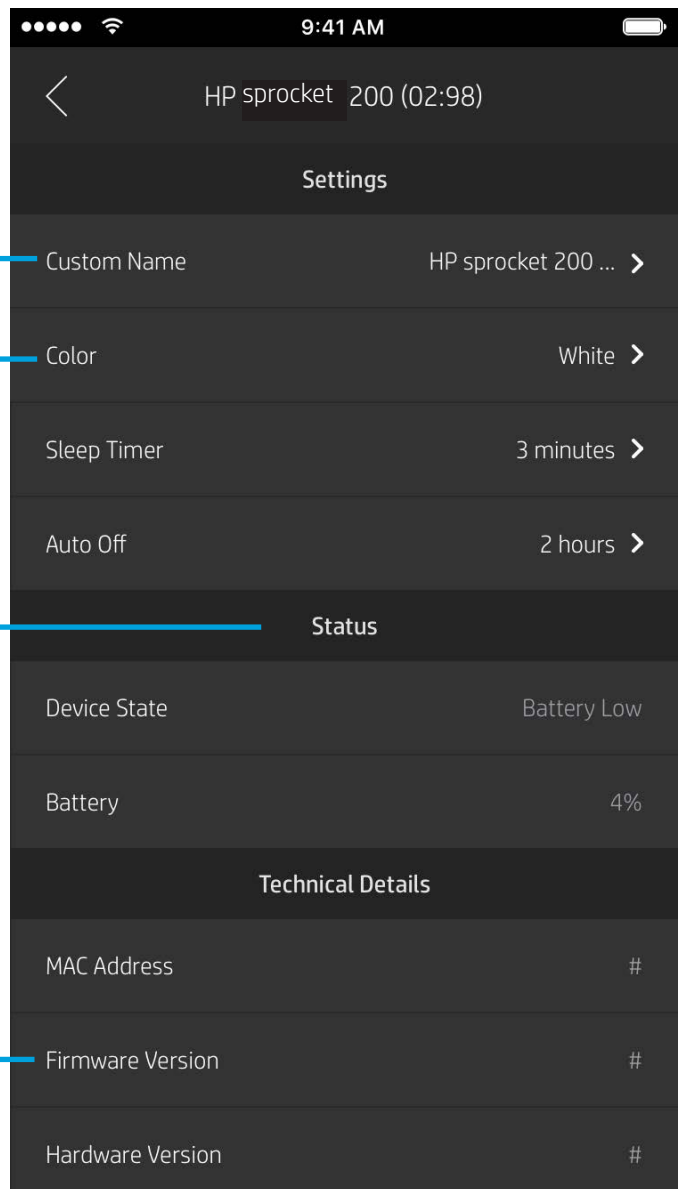 9:41 AM
HP sprocket 200 (02:98)
Settings
Custom Name HP sprocket 200 ...
Color White
Sleep Timer 3 minutes
Auto Off 2 hours
Status
Device State Battery Low
Battery 4%
Technical Details
MAC Address #
Firmware Version #
Hardware Version #